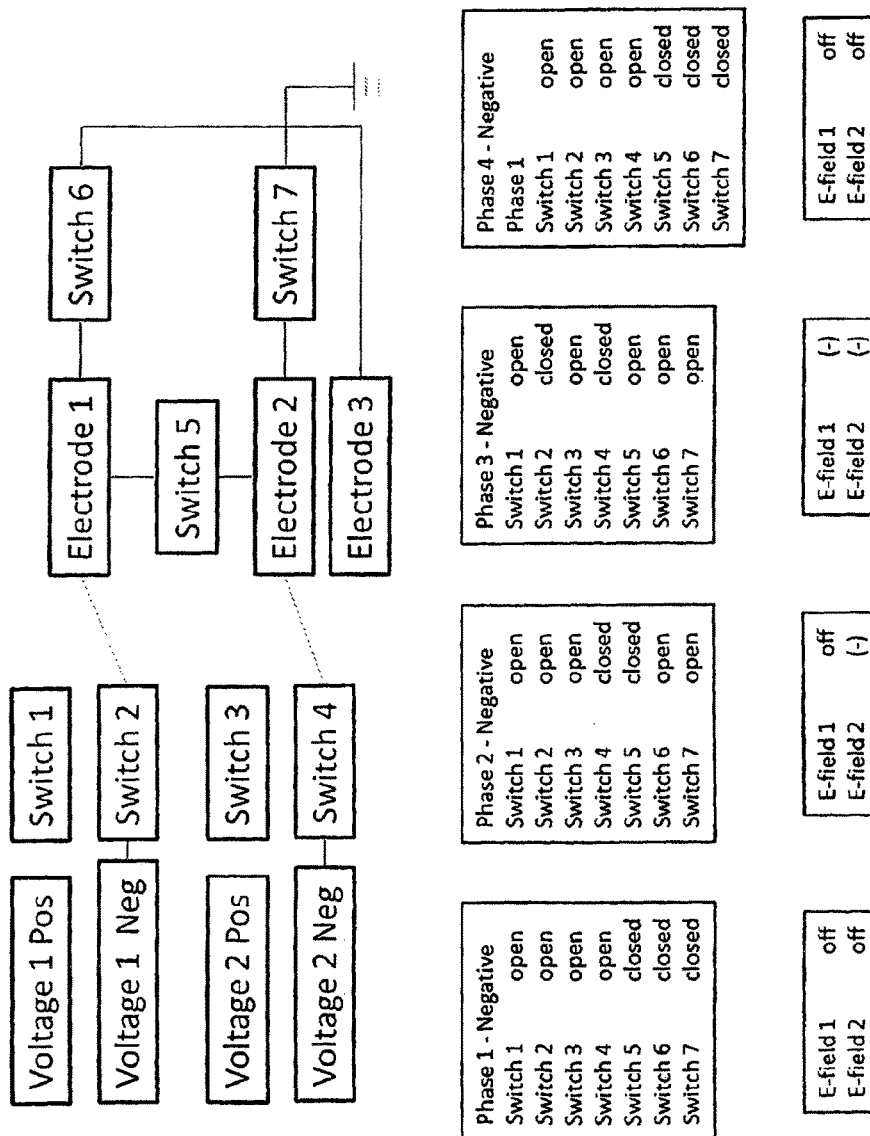 Voltage 1 Pos
Switch 1
Voltage 1 Neg
Switch 2
Electrode 1
Switch 6
Switch 5
Voltage 2 Pos
Switch 3
Voltage 2 Neg
Switch 4
Electrode 2
Switch 7
Electrode 3
Phase 1 - Negative
Switch 1 open
Switch 2 open
Switch 3 open
Switch 4 open
Switch 5 closed
Switch 6 closed
Switch 7 closed
Phase 2 - Negative
Switch 1 open
Switch 2 open
Switch 3 open
Switch 4 closed
Switch 5 closed
Switch 6 open
Switch 7 open
Phase 3 - Negative
Switch 1 open
Switch 2 closed
Switch 3 open
Switch 4 closed
Switch 5 open
Switch 6 open
Switch 7 open
Phase 4 - Negative
Phase 1
Switch 1 open
Switch 2 open
Switch 3 open
Switch 4 open
Switch 5 closed
Switch 6 closed
Switch 7 closed
E-field 1 off
E-field 2 off
E-field 1 off
E-field 2 (-)
E-field 1 (-)
E-field 2 (-)
E-field 1 off
E-field 2 off